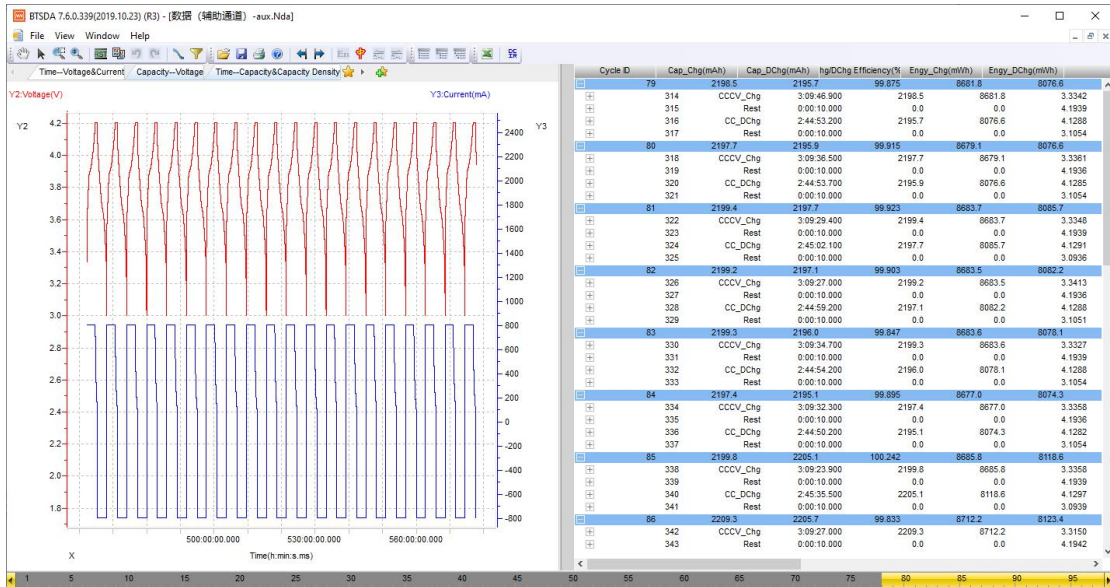 BTSDA 7.6.0.339(2019.10.23) (R3) - [数据（辅助通道）-aux.Nda]
File View Window Help
Time--Voltage&Current Capacity--Voltage Time--Capacity&Capacity Density
Y2:Voltage(V) Y3:Current(mA)
Y2 Y3
4.2
4.0
3.8
3.6
3.4
3.2
3.0
2.8
2.6
2.4
2.2
2.0
1.8
2400
2200
2000
1800
1600
1400
1200
1000
800
600
400
200
0
-200
-400
-600
-800
500:00:00.000 530:00:00.000 560:00:00.000
X Time(h:min:s.ms)
Cycle ID Cap_Chg(mAh) Cap_DChg(mAh) hg/DChg Efficiency(% Engy_Chg(mWh) Engy_DChg(mWh)
79 2198.5 2195.7 99.875 8681.8 8076.6
314 CCCV_Chg 3:09:46.900 2198.5 8681.8 3.3342
315 Rest 0:00:10.000 0.0 0.0 4.1939
316 CC_DChg 2:44:53.200 2195.7 8076.6 4.1288
317 Rest 0:00:10.000 0.0 0.0 3.1054
80 2197.7 2195.9 99.915 8679.1 8076.6
318 CCCV_Chg 3:09:36.500 2197.7 8679.1 3.3361
319 Rest 0:00:10.000 0.0 0.0 4.1936
320 CC_DChg 2:44:53.700 2195.9 8076.6 4.1285
321 Rest 0:00:10.000 0.0 0.0 3.1054
81 2199.4 2197.7 99.923 8683.7 8085.7
322 CCCV_Chg 3:09:29.400 2199.4 8683.7 3.3348
323 Rest 0:00:10.000 0.0 0.0 4.1939
324 CC_DChg 2:45:02.100 2197.7 8085.7 4.1291
325 Rest 0:00:10.000 0.0 0.0 3.0936
82 2199.2 2197.1 99.903 8683.5 8082.2
326 CCCV_Chg 3:09:27.000 2199.2 8683.5 3.3413
327 Rest 0:00:10.000 0.0 0.0 4.1936
328 CC_DChg 2:44:59.200 2197.1 8082.2 4.1288
329 Rest 0:00:10.000 0.0 0.0 3.1051
83 2199.3 2196.0 99.847 8683.6 8078.1
330 CCCV_Chg 3:09:34.700 2199.3 8683.6 3.3327
331 Rest 0:00:10.000 0.0 0.0 4.1939
332 CC_DChg 2:44:54.200 2196.0 8078.1 4.1288
333 Rest 0:00:10.000 0.0 0.0 3.1054
84 2197.4 2195.1 99.895 8677.0 8074.3
334 CCCV_Chg 3:09:32.300 2197.4 8677.0 3.3358
335 Rest 0:00:10.000 0.0 0.0 4.1936
336 CC_DChg 2:44:50.200 2195.1 8074.3 4.1282
337 Rest 0:00:10.000 0.0 0.0 3.1054
85 2199.8 2205.1 100.242 8685.8 8118.6
338 CCCV_Chg 3:09:23.900 2199.8 8685.8 3.3358
339 Rest 0:00:10.000 0.0 0.0 4.1939
340 CC_DChg 2:45:35.500 2205.1 8118.6 4.1297
341 Rest 0:00:10.000 0.0 0.0 3.0939
86 2209.3 2205.7 99.833 8712.2 8123.4
342 CCCV_Chg 3:09:27.000 2209.3 8712.2 3.3150
343 Rest 0:00:10.000 0.0 0.0 4.1942
1 5 10 15 20 25 30 35 40 45 50 55 60 65 70 75 80 85 90 95